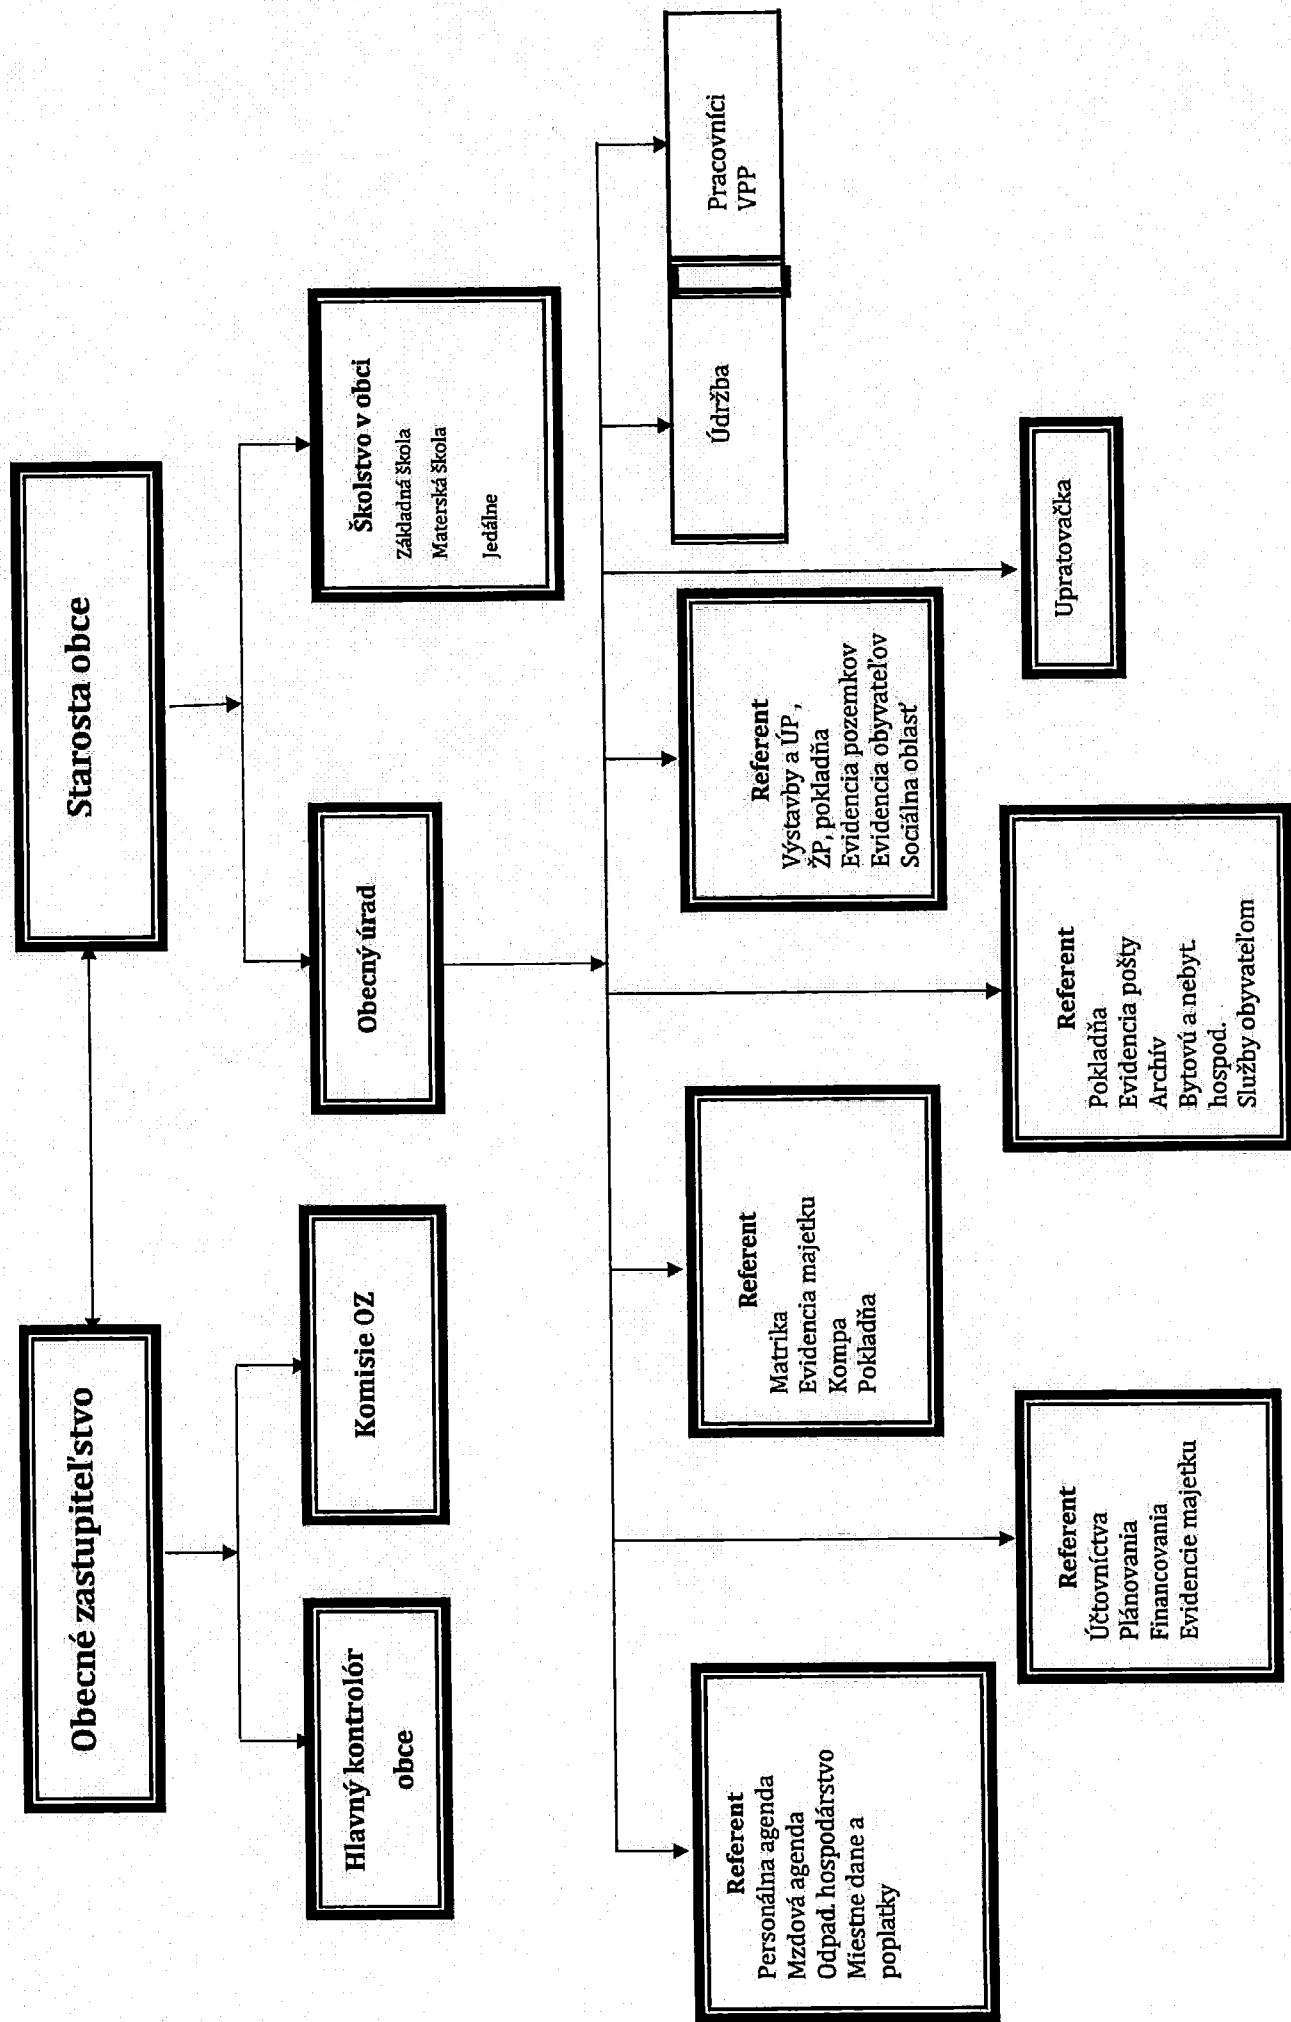 Obecné zastupiteľstvo
Starosta obce
Hlavný kontrolór
obce
Komisie OZ
Obecný úrad
Školstvo v obci
Základná škola
Materská škola
Jedálne
Referent
Personálna agenda
Mzdová agenda
Odpad. hospodárstvo
Miestne dane a
poplatky
Referent
Matrika
Evidencia majetku
Kompa
Pokladňa
Referent
Výstavby a ÚP ,
ŽP, pokladňa
Evidencia pozemkov
Evidencia obyvateľov
Sociálna oblasť
Údržba
Pracovníci
VPP
Referent
Účtovníctva
Plánovania
Financovania
Evidencie majetku
Referent
Pokladňa
Evidencia pošty
Archív
Bytovú a nebyt.
hospod.
Služby obyvateľom
Upratovačka